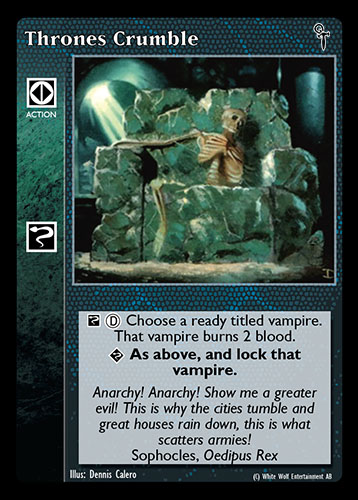 Thrones Crumble
ACTION
D Choose a ready titled vampire.
That vampire burns 2 blood.
As above, and lock that
vampire.
Anarchy! Anarchy! Show me a greater
evil! This is why the cities tumble and
great houses rain down, this is what
scatters armies!
Sophocles, Oedipus Rex
Illus: Dennis Calero
(C) White Wolf Entertainment AB